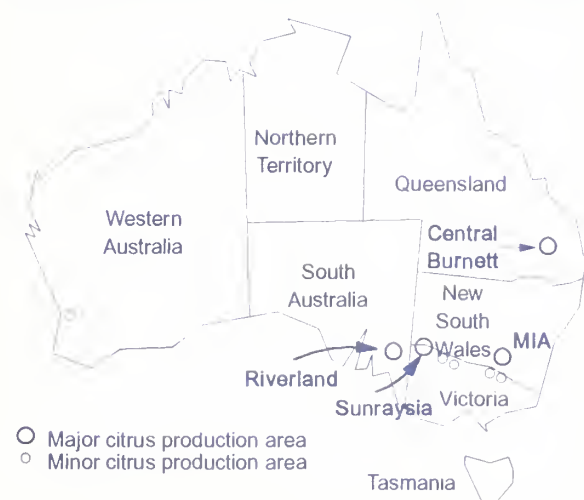 Northern
Territory
Queensland
Western
Australia
Central
Burnett
South
Australia
New
South
Wales
MIA
Riverland
Sunraysia
Victoria
Major citrus production area
Minor citrus production area
Tasmania